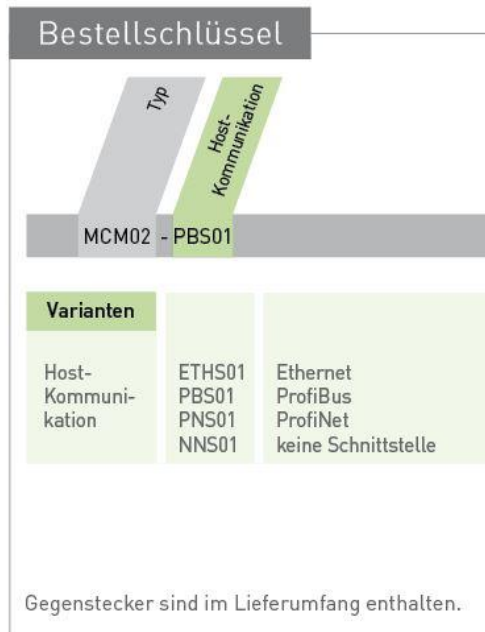 Bestellschlüssel
Typ
Host-
Kommunikation
MCM02 - PBS01
Varianten
Host- ETHS01 Ethernet
Kommuni- PBS01 ProfiBus
kation PNS01 ProfiNet
NNS01 keine Schnittstelle
Gegenstecker sind im Lieferumfang enthalten.